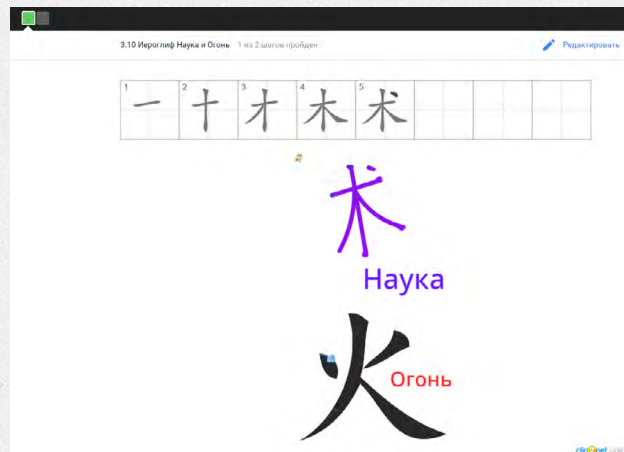 3.10 Иероглиф Наука и Огонь 1 из 2 шагов пройден
Редактировать
1 一 2 十 3 才 4 木 5 术
术
Наука
火
Огонь